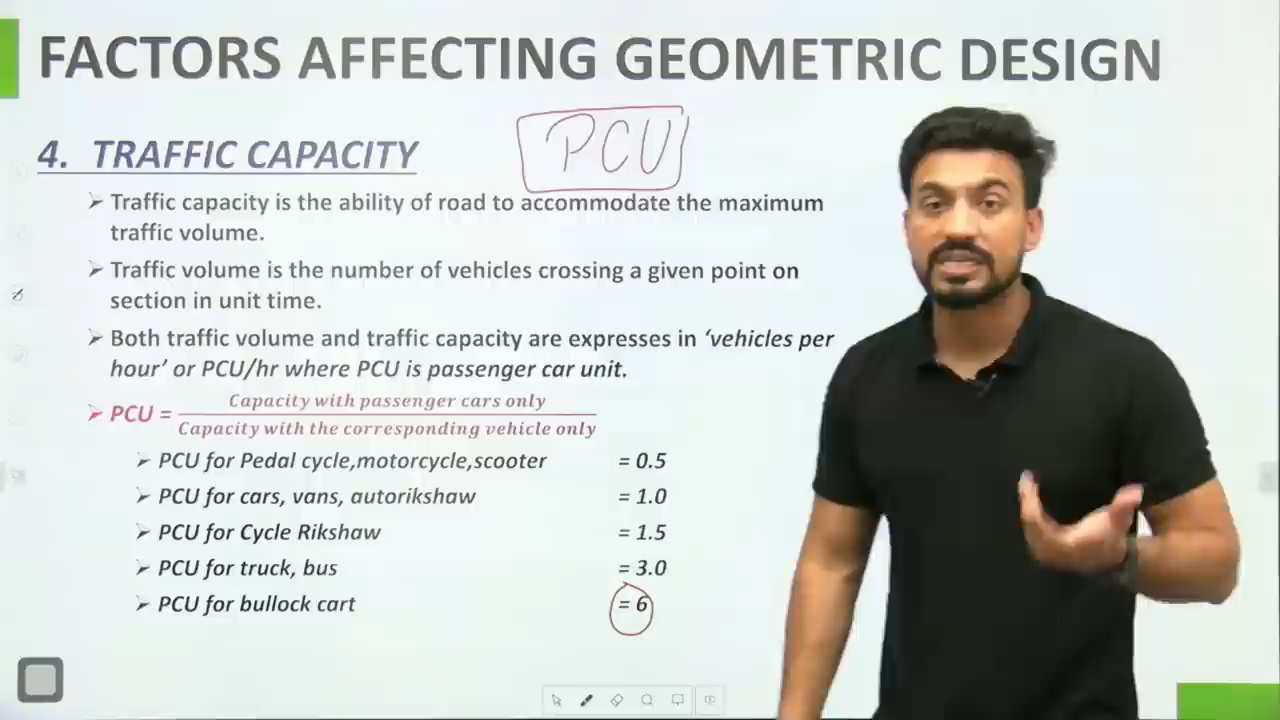 FACTORS AFFECTING GEOMETRIC DESIGN
PCU
4. TRAFFIC CAPACITY
➢ Traffic capacity is the ability of road to accommodate the maximum
traffic volume.
➢ Traffic volume is the number of vehicles crossing a given point on
section in unit time.
➢ Both traffic volume and traffic capacity are expresses in ‘vehicles per
hour’ or PCU/hr where PCU is passenger car unit.
➢ PCU = Capacity with passenger cars only
Capacity with the corresponding vehicle only
➢ PCU for Pedal cycle,motorcycle,scooter = 0.5
➢ PCU for cars, vans, autorikshaw = 1.0
➢ PCU for Cycle Rikshaw = 1.5
➢ PCU for truck, bus = 3.0
➢ PCU for bullock cart = 6